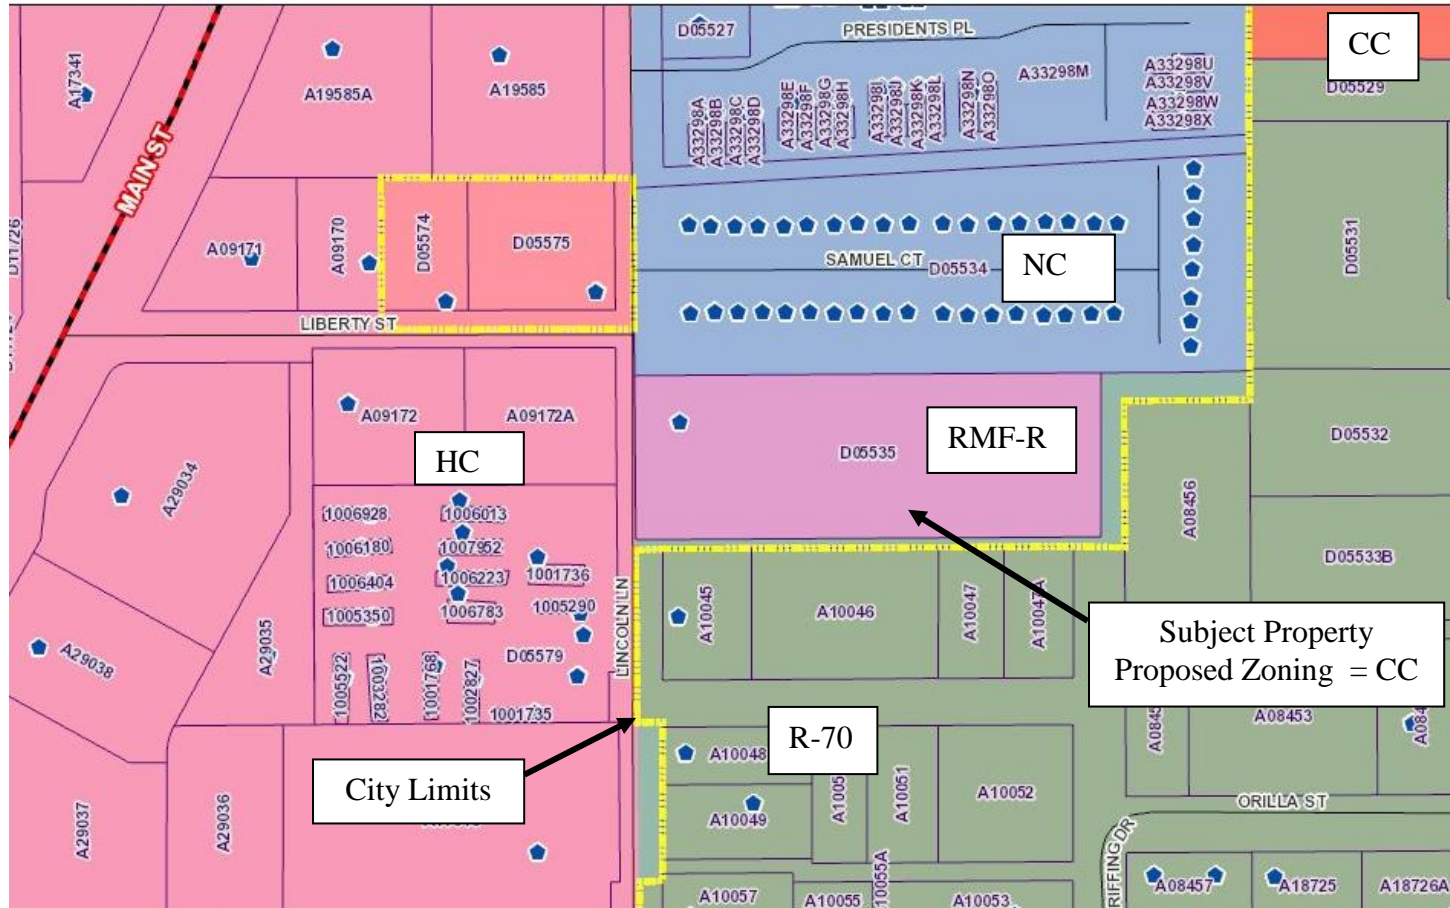 D05527
PRESIDENTS PL
CC
A17341
A19585A
A19585
A33298A
A33298B
A33298C
A33298D
A33298E
A33298F
A33298G
A33298H
A33298I
A33298J
A33298K
A33298L
A33298N
A33298O
A33298M
A33298U
A33298V
A33298W
A33298X
D05529
MAIN ST
D11726
A09171
A09170
D05574
D05575
SAMUEL CT
D05534
NC
D05531
LIBERTY ST
A09172
A09172A
HC
D05535
RMF-R
D05532
A29034
A08456
1006928
1006013
1006180
1007952
1006404
1006223
1001736
1005350
1006783
1005290
D05533B
LINCOLN LN
A10045
A10046
A10047
A10047A
Subject Property
Proposed Zoning = CC
A29038
A29035
D05579
1005522
1003282
1001768
1002827
1001735
City Limits
R-70
A10048
A10049
A10051
A10052
A08453
ORILLA ST
A29037
A29036
RIFFING DR
A10057
A10055
10055A
A10053
A08457
A18725
A18726A